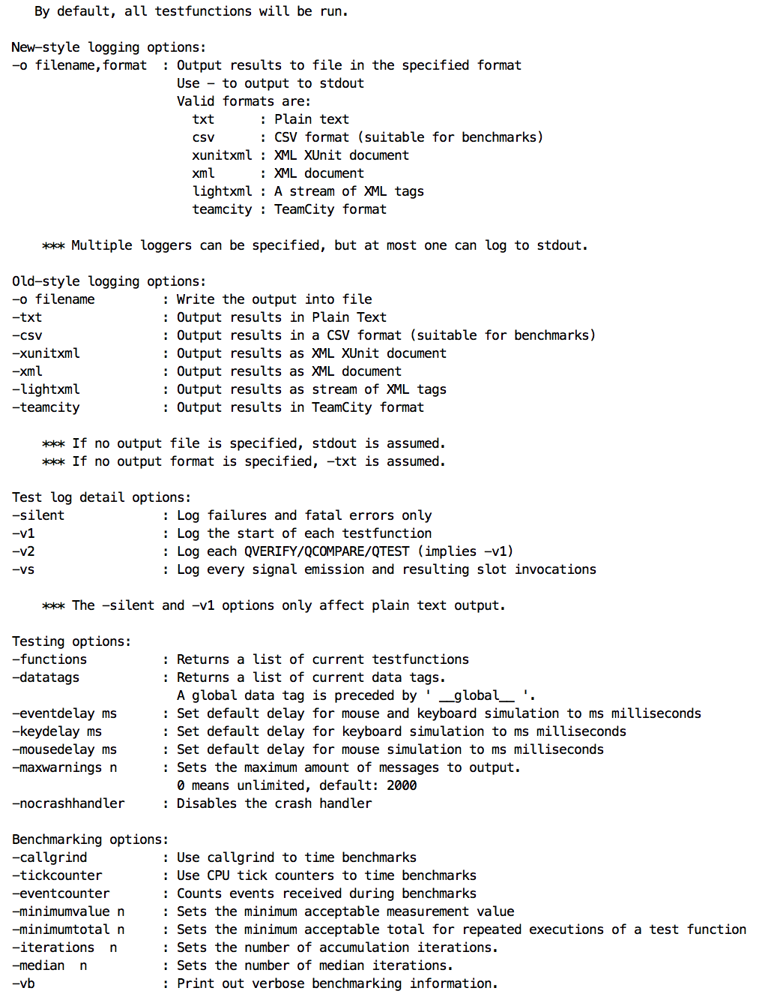 By default, all testfunctions will be run.

New-style logging options:
-o filename,format  : Output results to file in the specified format
                      Use - to output to stdout
                      Valid formats are:
                        txt      : Plain text
                        csv      : CSV format (suitable for benchmarks)
                        xunitxml : XML XUnit document
                        xml      : XML document
                        lightxml : A stream of XML tags
                        teamcity : TeamCity format

    *** Multiple loggers can be specified, but at most one can log to stdout.

Old-style logging options:
-o filename         : Write the output into file
-txt                : Output results in Plain Text
-csv                : Output results in a CSV format (suitable for benchmarks)
-xunitxml           : Output results as XML XUnit document
-xml                : Output results as XML document
-lightxml           : Output results as stream of XML tags
-teamcity           : Output results in TeamCity format

    *** If no output file is specified, stdout is assumed.
    *** If no output format is specified, -txt is assumed.

Test log detail options:
-silent             : Log failures and fatal errors only
-v1                 : Log the start of each testfunction
-v2                 : Log each QVERIFY/QCOMPARE/QTEST (implies -v1)
-vs                 : Log every signal emission and resulting slot invocations

    *** The -silent and -v1 options only affect plain text output.

Testing options:
-functions          : Returns a list of current testfunctions
-datatags           : Returns a list of current data tags.
                      A global data tag is preceded by ' __global__ '.
-eventdelay ms      : Set default delay for mouse and keyboard simulation to ms milliseconds
-keydelay ms        : Set default delay for keyboard simulation to ms milliseconds
-mousedelay ms      : Set default delay for mouse simulation to ms milliseconds
-maxwarnings n      : Sets the maximum amount of messages to output.
                      0 means unlimited, default: 2000
-nocrashhandler     : Disables the crash handler

Benchmarking options:
-callgrind          : Use callgrind to time benchmarks
-tickcounter        : Use CPU tick counters to time benchmarks
-eventcounter       : Counts events received during benchmarks
-minimumvalue n     : Sets the minimum acceptable measurement value
-minimumtotal n     : Sets the minimum acceptable total for repeated executions of a test function
-iterations  n      : Sets the number of accumulation iterations.
-median  n          : Sets the number of median iterations.
-vb                 : Print out verbose benchmarking information.